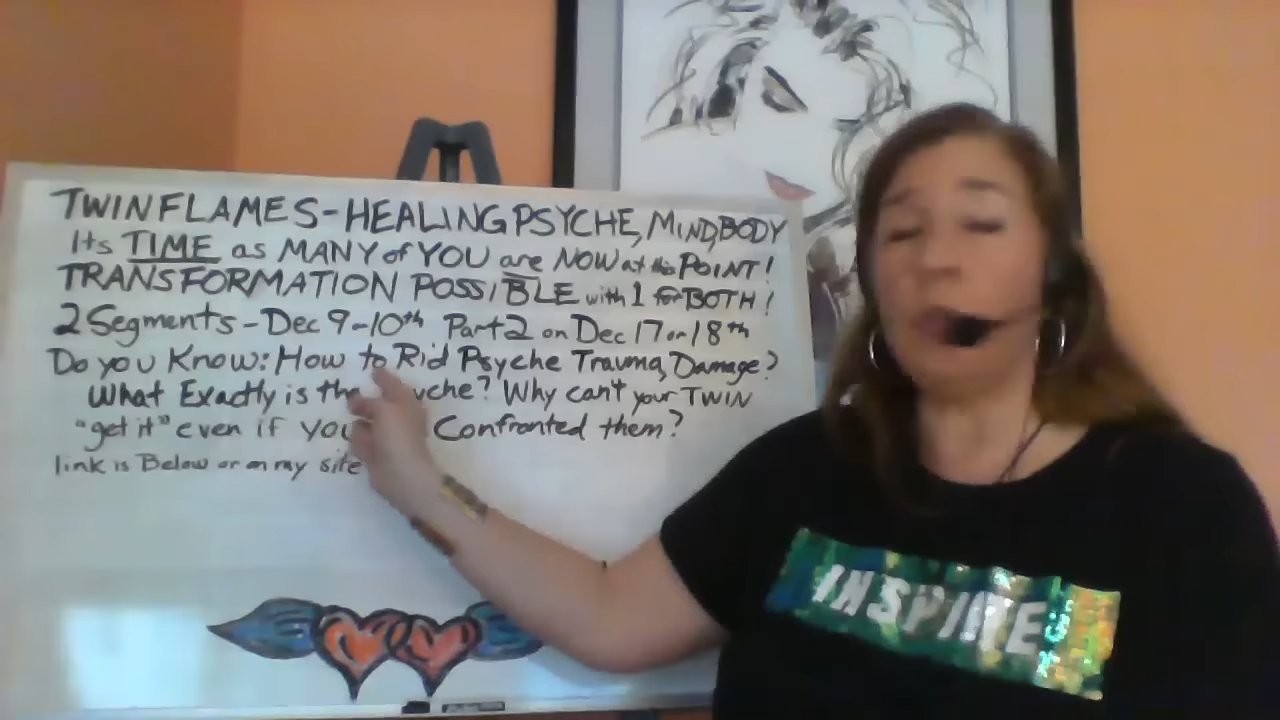 TWIN FLAMES-HEALING PSYCHE, MIND, BODY
Its TIME as MANY of YOU are NOW at this POINT!
TRANSFORMATION POSSIBLE with 1 for BOTH!
2 Segments - Dec 9-10th Part 2 on Dec 17 or 18th
Do you Know: How to Rid Psyche Trauma, Damage?
What Exactly is the yche? Why can't your TWIN
"get it" even if you Confronted them?
link is Below or on my site
INSPIRE